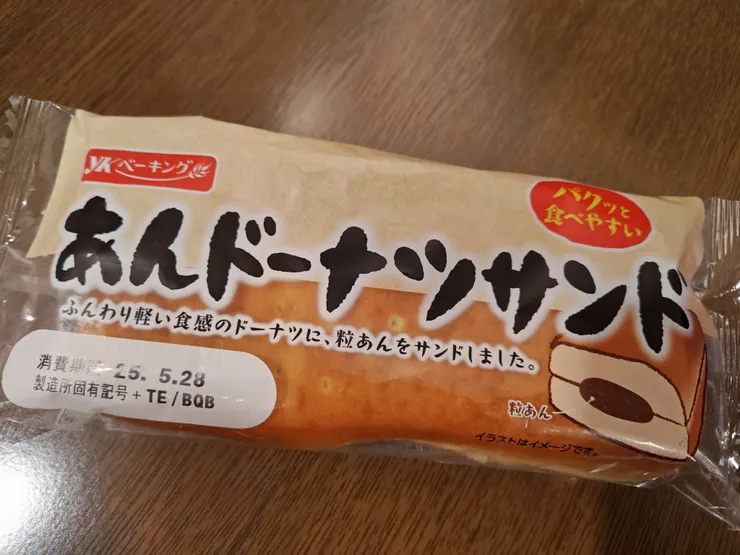 YKベーキング
パクッと
食べやすい
あんドーナツサンド
ふんわり軽い食感のドーナツに、粒あんをサンドしました。
消費期限 25. 5.28
製造所固有記号 + TE / BQB
粒あん
イラストはイメージです。